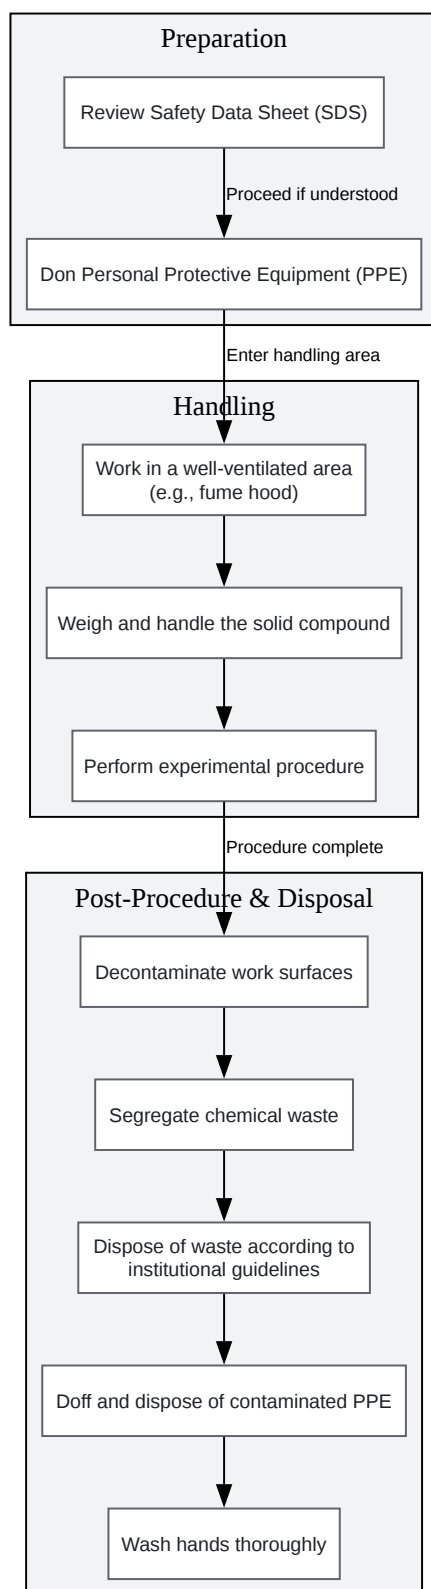 Preparation
Review Safety Data Sheet (SDS)
Proceed if understood
Don Personal Protective Equipment (PPE)
Enter handling area
Handling
Work in a well-ventilated area
(e.g., fume hood)
Weigh and handle the solid compound
Perform experimental procedure
Procedure complete
Post-Procedure & Disposal
Decontaminate work surfaces
Segregate chemical waste
Dispose of waste according to
institutional guidelines
Doff and dispose of contaminated PPE
Wash hands thoroughly